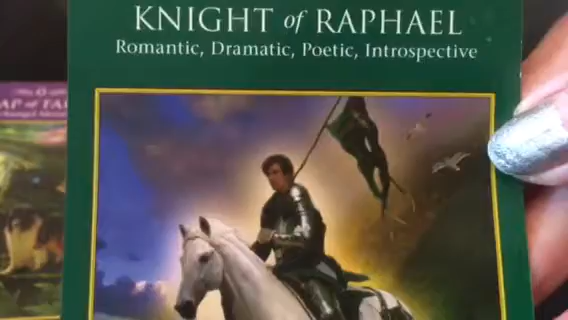 KNIGHT of RAPHAEL
Romantic, Dramatic, Poetic, Introspective